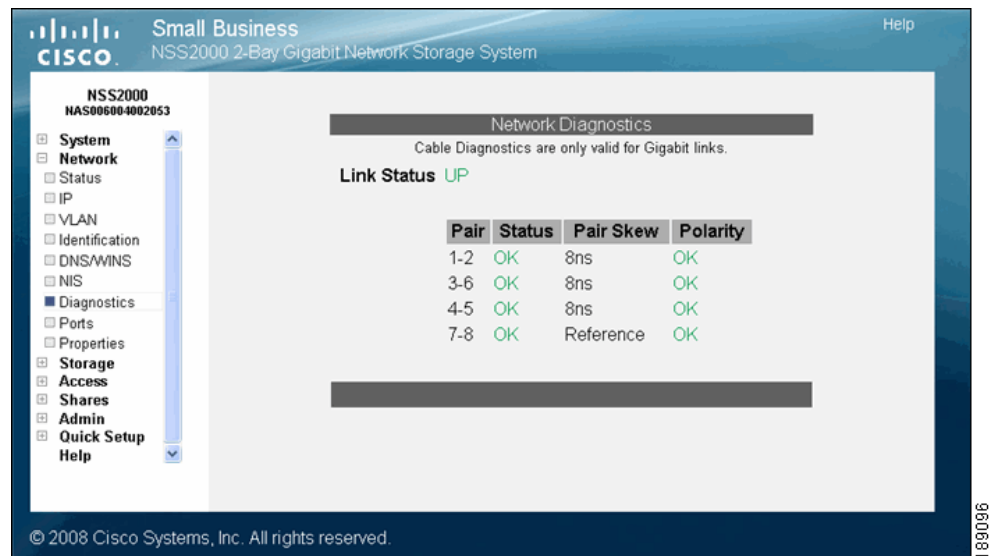 Small Business
Help
CISCO.
NSS2000 2-Bay Gigabit Network Storage System
NSS2000
NAS006004002053
System
Network
Status
IP
VLAN
Identification
DNS/WINS
NIS
Diagnostics
Ports
Properties
Storage
Access
Shares
Admin
Quick Setup
Help
Network Diagnostics
Cable Diagnostics are only valid for Gigabit links.
Link Status UP
Pair Status Pair Skew Polarity
1-2 OK 8ns OK
3-6 OK 8ns OK
4-5 OK 8ns OK
7-8 OK Reference OK
© 2008 Cisco Systems, Inc. All rights reserved.
189096